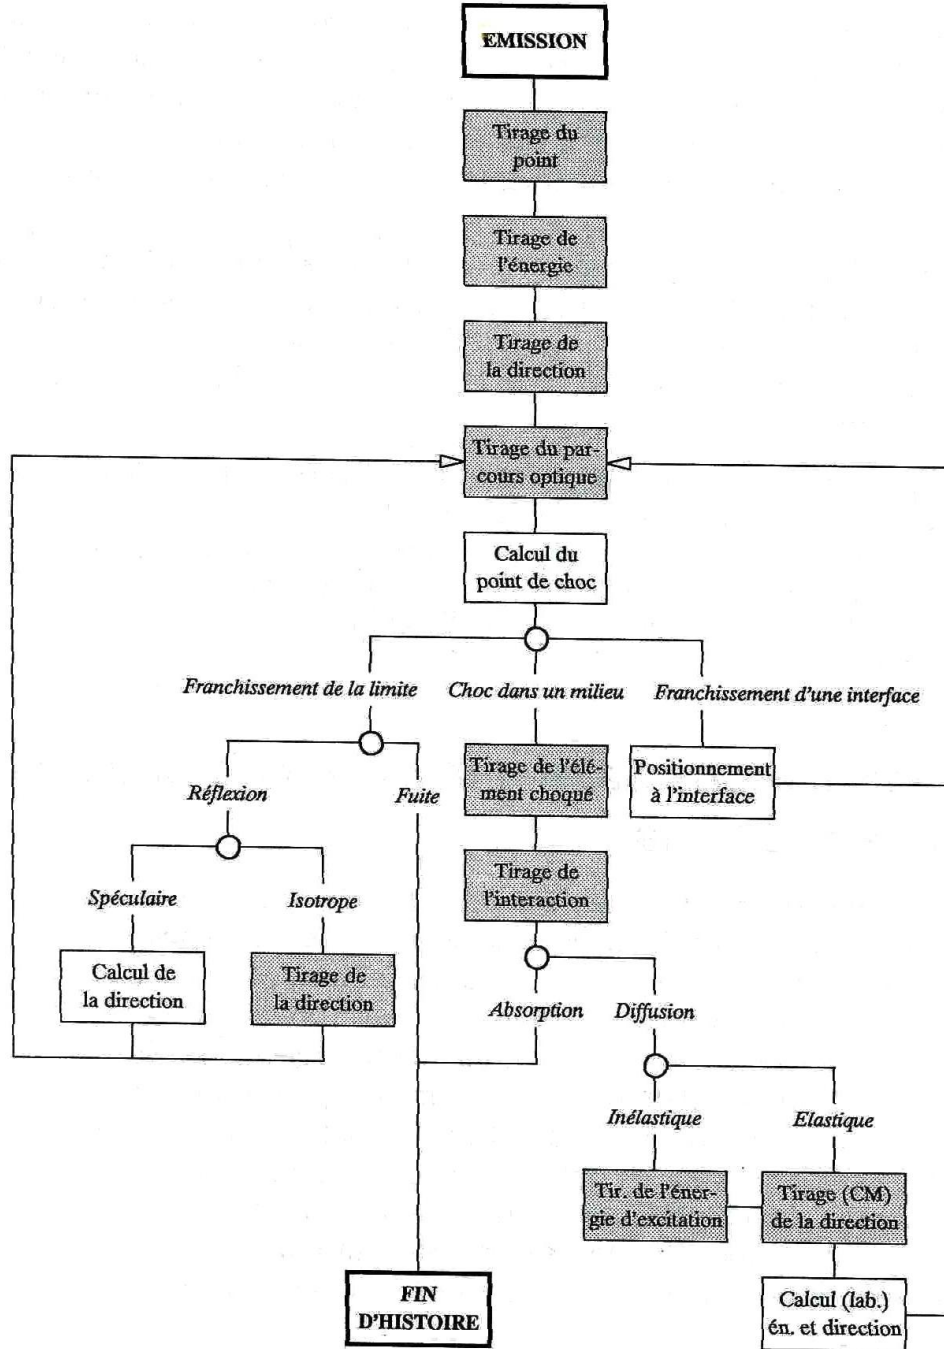 EMISSION
Tirage du
point
Tirage de
l'énergie
Tirage de
la direction
Tirage du par-
cours optique
Calcul du
point de choc
Franchissement de la limite
Choc dans un milieu
Franchissement d'une interface
Réflexion
Fuite
Tirage de l'élé-
ment choqué
Positionnement
à l'interface
Tirage de
l'interaction
Spéculaire
Isotrope
Calcul de
la direction
Tirage de
la direction
Absorption
Diffusion
Inélastique
Elastique
Tir. de l'éner-
gie d'excitation
Tirage (CM)
de la direction
FIN
D'HISTOIRE
Calcul (lab.)
én. et direction